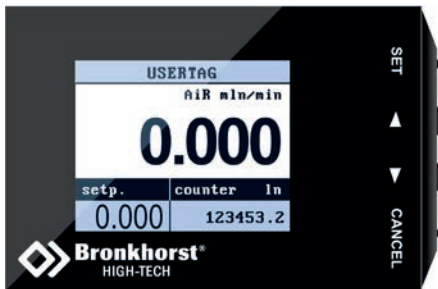 USERTAG
AiR mln/min
0.000
setp. counter ln
0.000 123453.2
Bronkhorst®
HIGH-TECH
SET
CANCEL